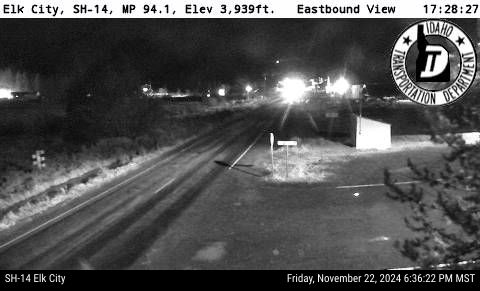 Elk City, SH-14, MP 94.1, Elev 3,939ft. Eastbound View 17:28:27
IDAHO
TRANSPORTATION DEPARTMENT
SH-14 Elk City Friday, November 22, 2024 6:36:22 PM MST